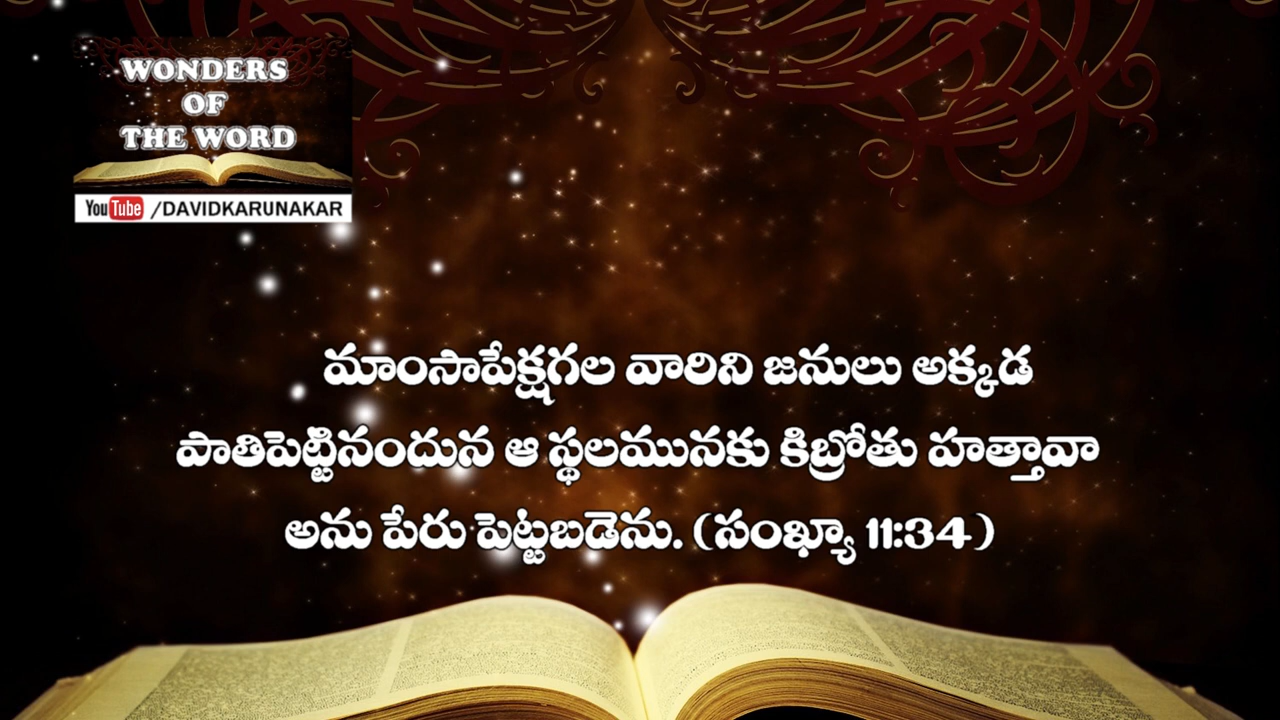 WONDERS
OF
THE WORD
YouTube /DAVIDKARUNAKAR
మాంసాపేక్షగల వారిని జనులు అక్కడ
పాతిపెట్టినందున ఆ స్థలమునకు కిబ్రోతు హత్తావా
అను పేరు పెట్టబడెను. (సంఖ్యా 11:34)